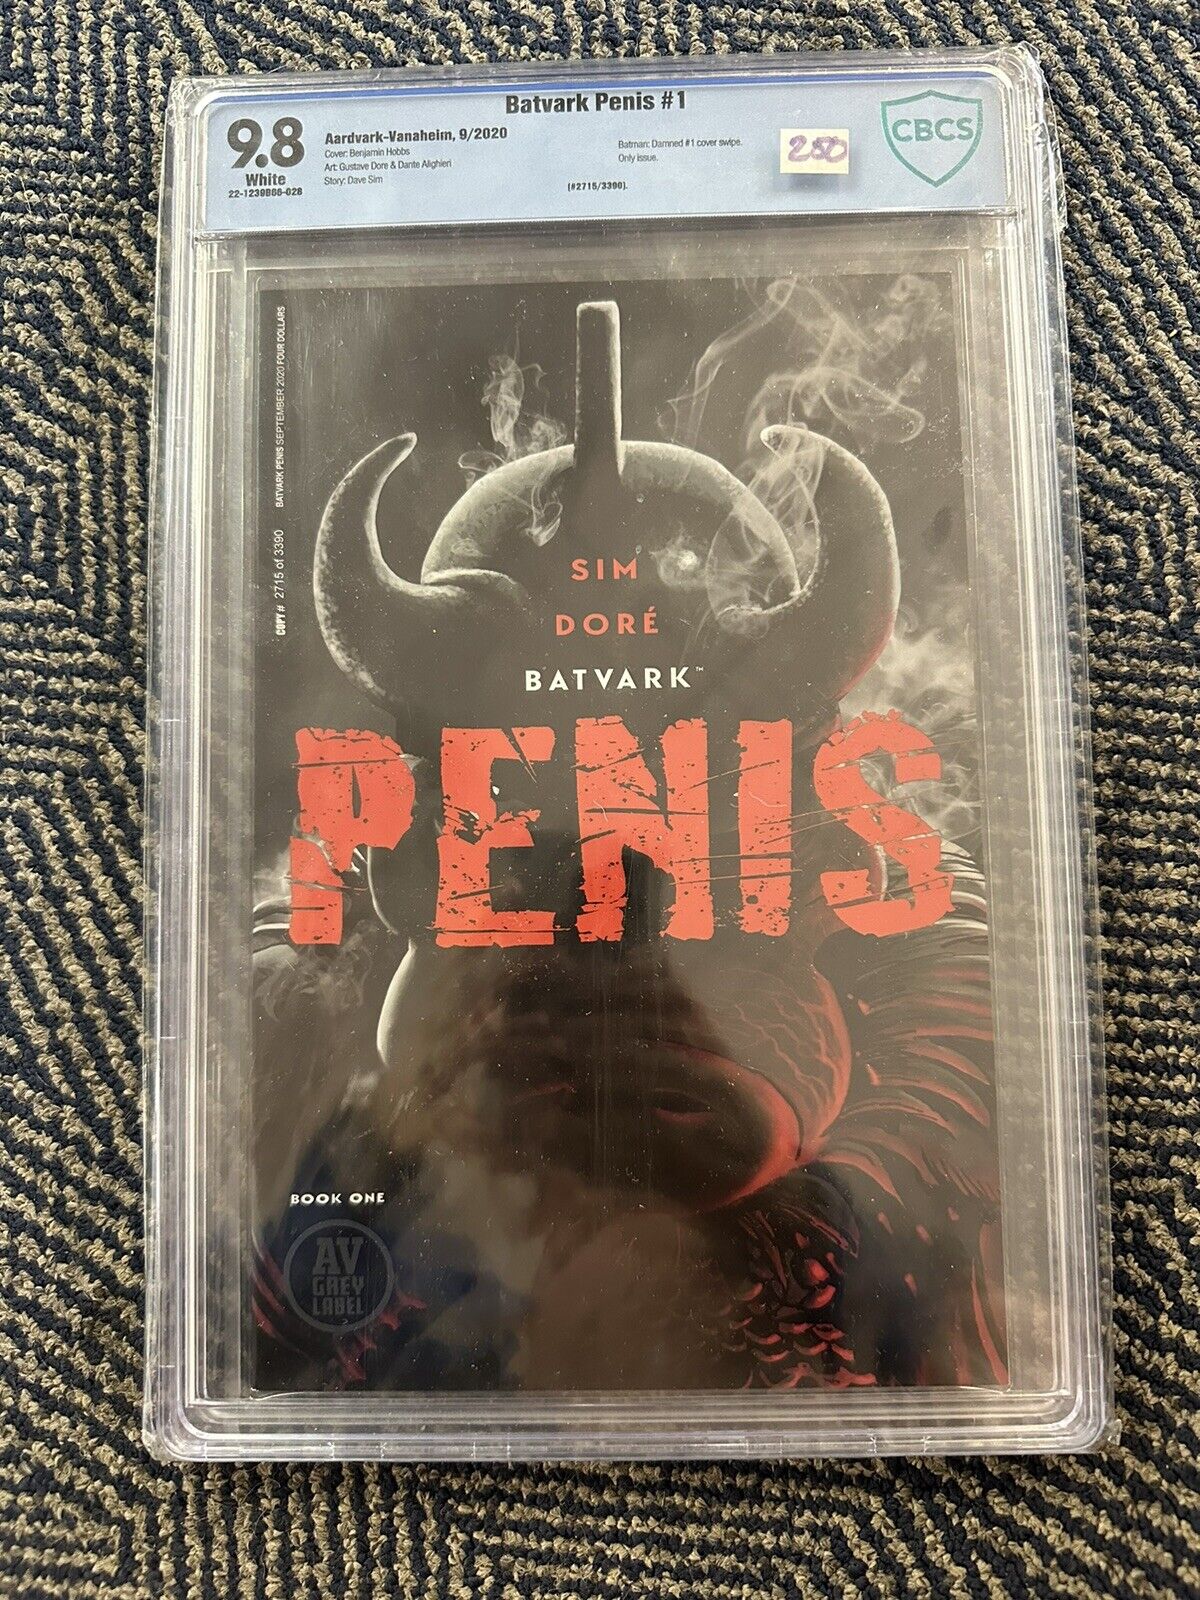 Batvark Penis #1
9.8
White
22-1239B86-028
Aardvark-Vanaheim, 9/2020
Cover: Benjamin Hobbs
Art: Gustave Dore & Dante Alighieri
Story: Dave Sim
Batman: Damned #1 cover swipe.
Only issue.
(#2715/3390).
250
CBCS
COPY # 2715 of 3390 BATVARK PENIS SEPTEMBER 2020 FOUR DOLLARS
SIM
DORÉ
BATVARK™
PENIS
BOOK ONE
AV
GREY
LABEL